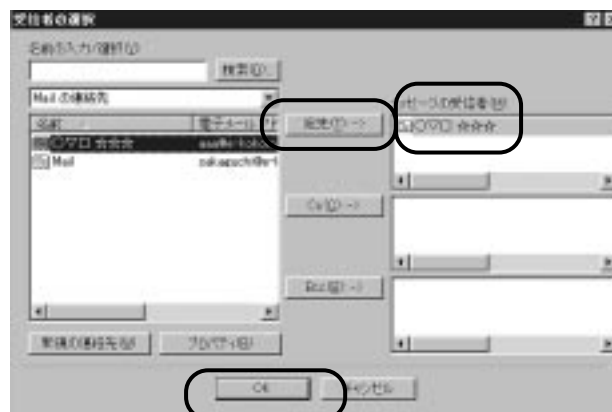 受信者の選択
名前の入力/選択(y)
検索(D)...
Mail の連絡先
メッセージの受信者(M)
名前
電子メール ア
宛先(T) ->
○▽□ ☆☆☆
○▽□ ☆☆☆
Mail
Cc(C) ->
Bcc(B) ->
新規の連絡先(W)
プロパティ(E)
OK
キャンセル